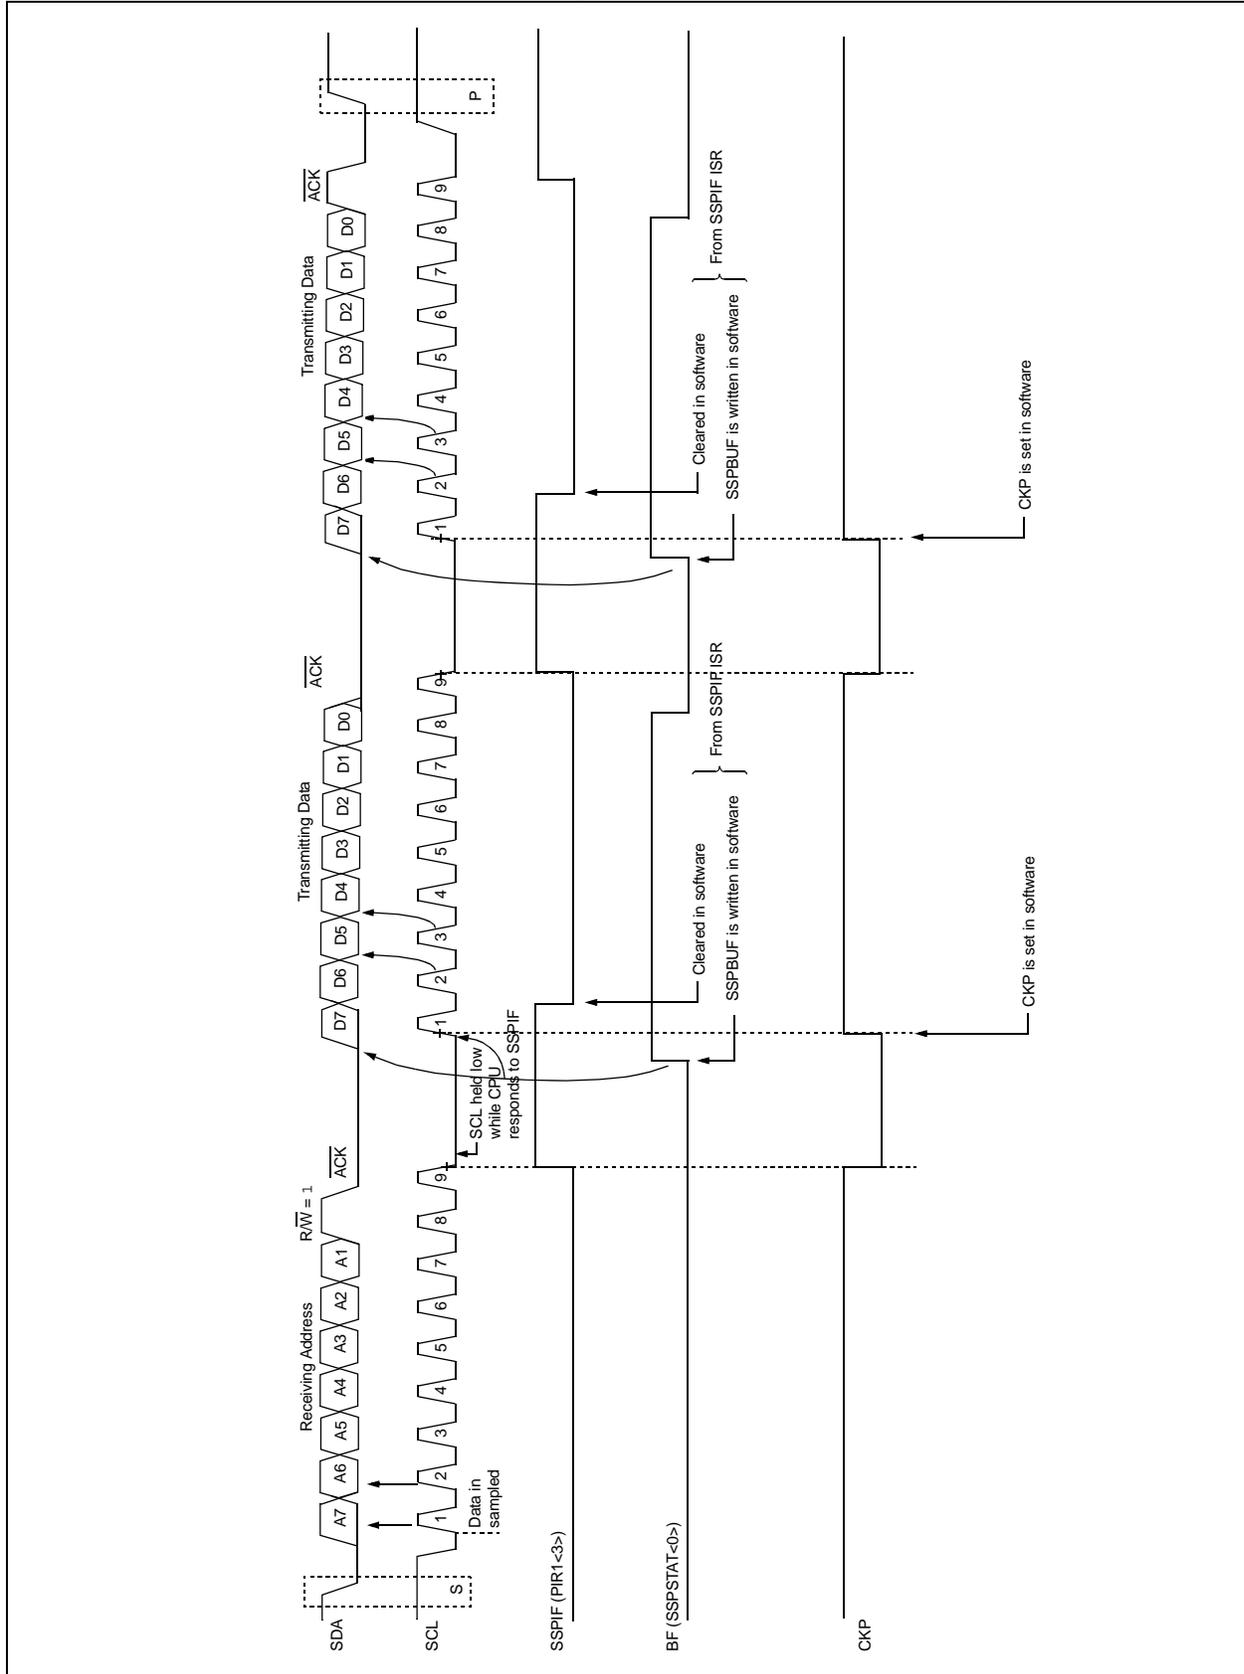 Receiving Address R/W̅ = 1 A̅C̅K̅ Transmitting Data A̅C̅K̅ Transmitting Data A̅C̅K̅
SDA A7 A6 A5 A4 A3 A2 A1 D7 D6 D5 D4 D3 D2 D1 D0 D7 D6 D5 D4 D3 D2 D1 D0
SCL 1 2 3 4 5 6 7 8 9 1 2 3 4 5 6 7 8 9 1 2 3 4 5 6 7 8 9
S P
Data in
sampled
SCL held low
while CPU
responds to SSPIF
SSPIF (PIR1<3>)
BF (SSPSTAT<0>)
Cleared in software
SSPBUF is written in software
From SSPIF ISR
Cleared in software
SSPBUF is written in software
From SSPIF ISR
CKP
CKP is set in software
CKP is set in software